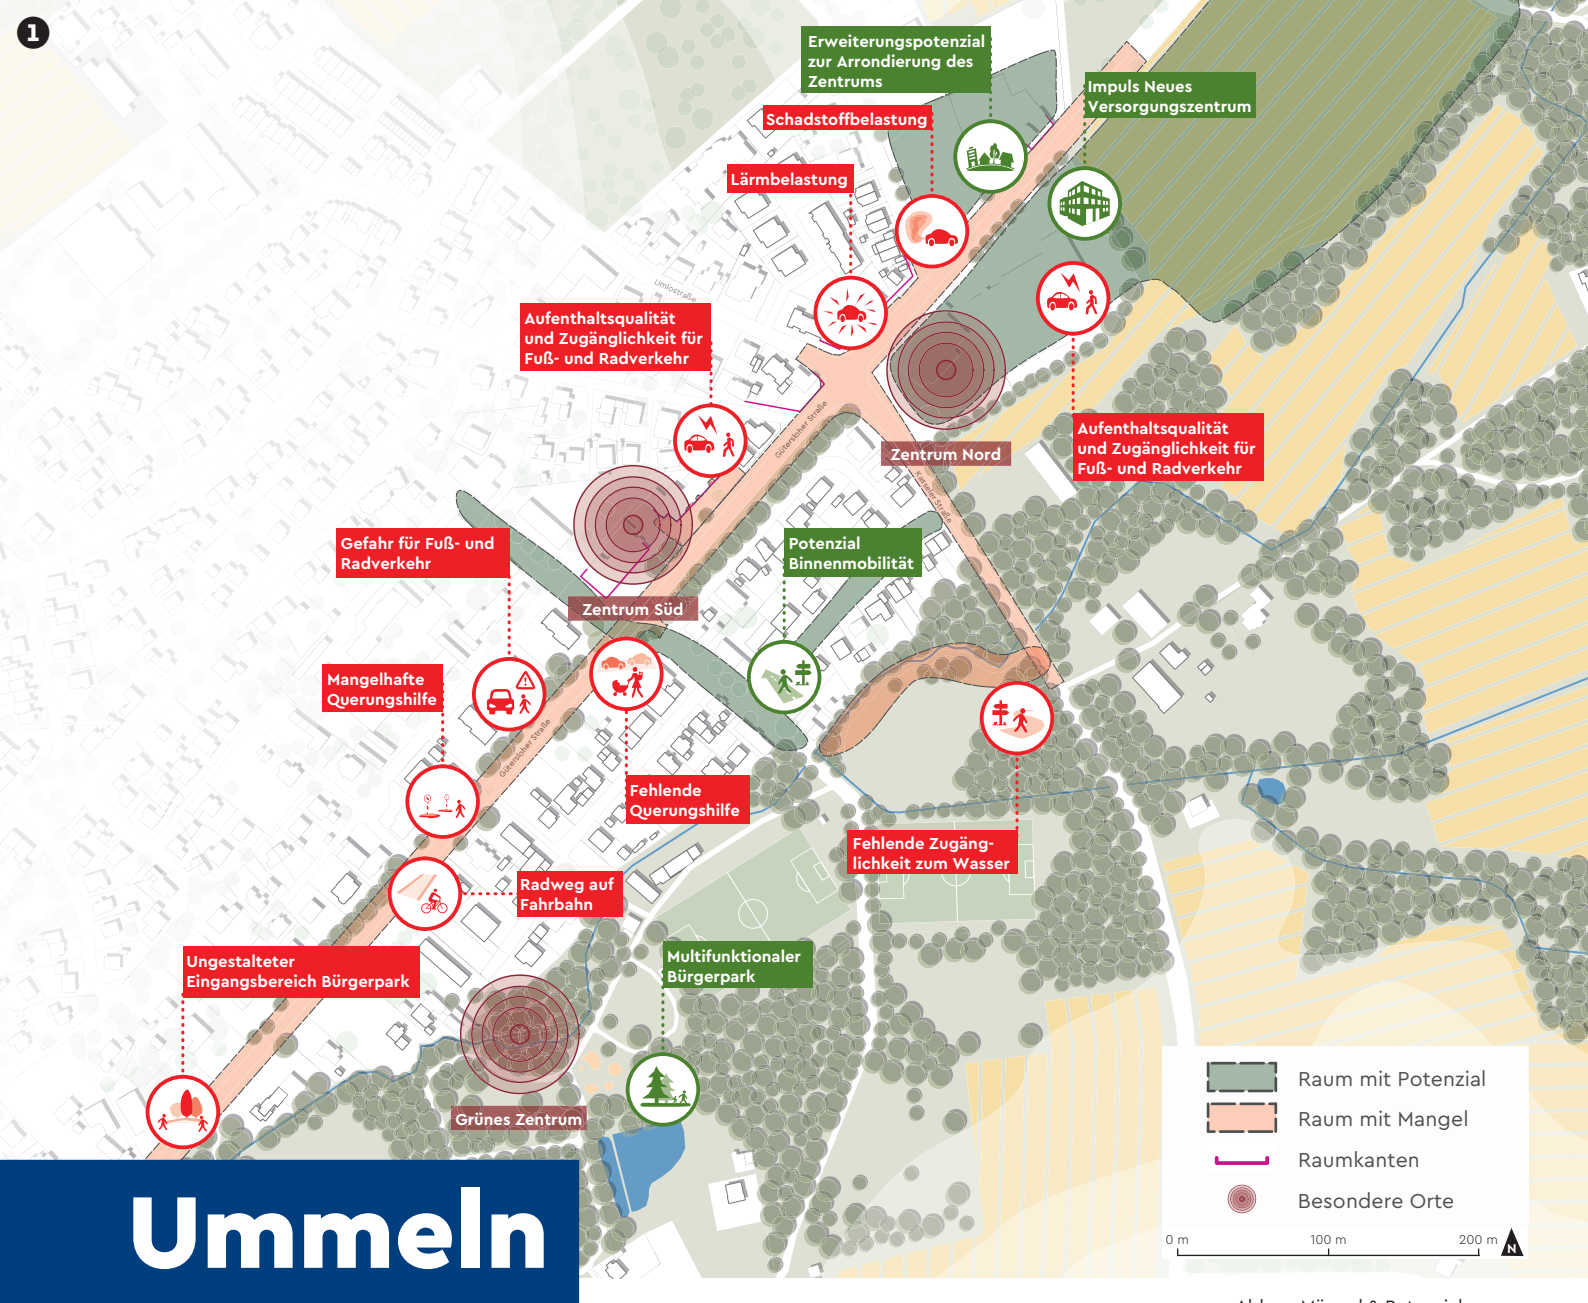 1
Erweiterungspotenzial
zur Arrondierung des
Zentrums
Impuls Neues
Versorgungszentrum
Schadstoffbelastung
Lärmbelastung
Umlostraße
Aufenthaltsqualität
und Zugänglichkeit für
Fuß- und Radverkehr
Gütersloher Straße
Zentrum Nord
Aufenthaltsqualität
und Zugänglichkeit für
Fuß- und Radverkehr
Kasseler Straße
Gefahr für Fuß- und
Radverkehr
Potenzial
Binnenmobilität
Zentrum Süd
Mangelhafte
Querungshilfe
Gütersloher Straße
Fehlende
Querungshilfe
Fehlende Zugäng-
lichkeit zum Wasser
Radweg auf
Fahrbahn
Ungestalteter
Eingangsbereich Bürgerpark
Multifunktionaler
Bürgerpark
Grünes Zentrum
Raum mit Potenzial
Raum mit Mangel
Raumkanten
Besondere Orte
0 m 100 m 200 m N
Ummeln